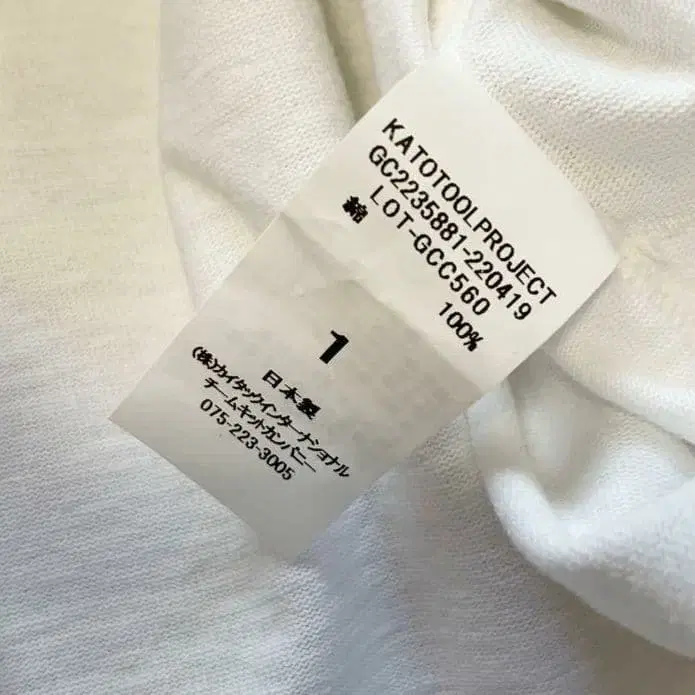 KATOTOOLPROJECT
GC2235881-220419
LOT-GCC560
綿 100%
1
日本製
(株)カイタックインターナショナル
チームキットカンパニー
075-223-3005